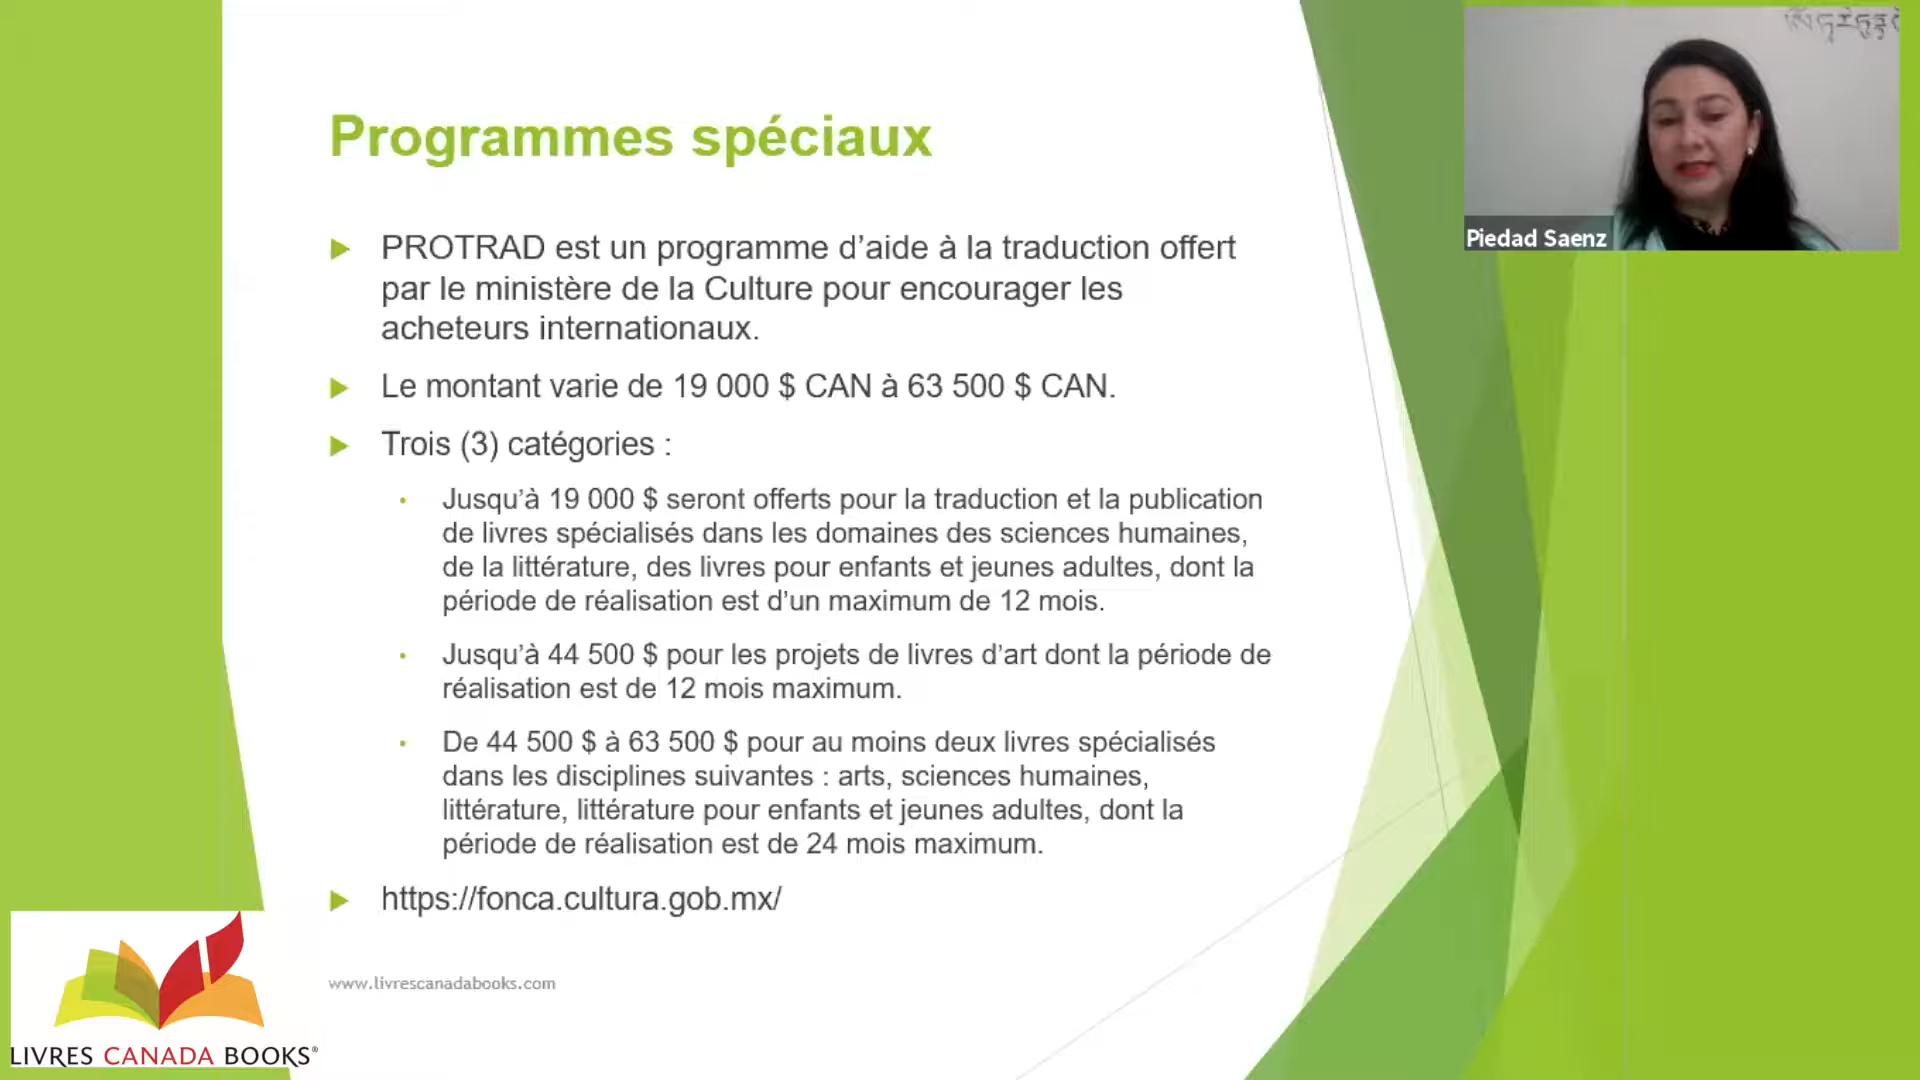 Programmes spéciaux
PROTRAD est un programme d’aide à la traduction offert
par le ministère de la Culture pour encourager les
acheteurs internationaux.
Le montant varie de 19 000 $ CAN à 63 500 $ CAN.
Trois (3) catégories :
Jusqu’à 19 000 $ seront offerts pour la traduction et la publication
de livres spécialisés dans les domaines des sciences humaines,
de la littérature, des livres pour enfants et jeunes adultes, dont la
période de réalisation est d’un maximum de 12 mois.
Jusqu’à 44 500 $ pour les projets de livres d’art dont la période de
réalisation est de 12 mois maximum.
De 44 500 $ à 63 500 $ pour au moins deux livres spécialisés
dans les disciplines suivantes : arts, sciences humaines,
littérature, littérature pour enfants et jeunes adultes, dont la
période de réalisation est de 24 mois maximum.
https://fonca.cultura.gob.mx/
www.livrescanadabooks.com
LIVRES CANADA BOOKS®
Piedad Saenz